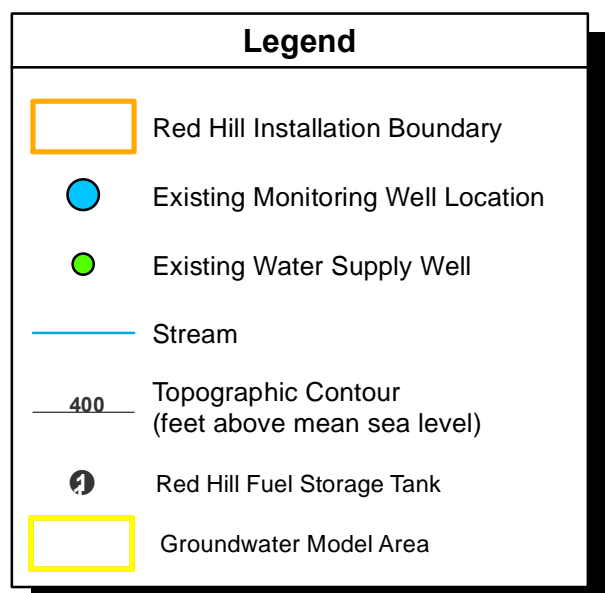 Legend
Red Hill Installation Boundary
Existing Monitoring Well Location
Existing Water Supply Well
Stream
400
Topographic Contour
(feet above mean sea level)
1
Red Hill Fuel Storage Tank
Groundwater Model Area